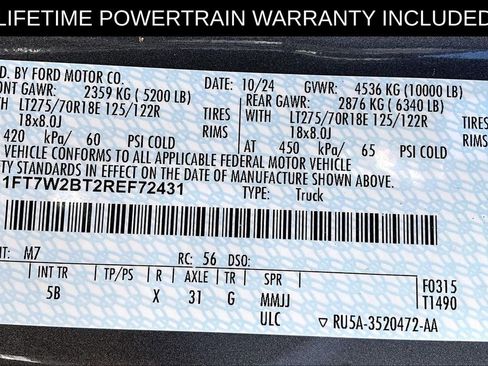 LIFETIME POWERTRAIN WARRANTY INCLUDED
D. BY FORD MOTOR CO.
DATE: 10/24 GVWR: 4536 KG (10000 LB)
ONT GAWR: 2359 KG ( 5200 LB)
REAR GAWR: 2876 KG ( 6340 LB)
LT275/70R18E 125/122R TIRES WITH LT275/70R18E 125/122R TIRES
18x8.0J RIMS 18x8.0J RIMS
420 kPa/ 60 PSI COLD AT 450 kPa/ 65 PSI COLD
VEHICLE CONFORMS TO ALL APPLICABLE FEDERAL MOTOR VEHICLE
ETY STANDARDS IN EFFECT ON THE DATE OF MANUFACTURE SHOWN ABOVE.
1FT7W2BT2REF72431 TYPE: Truck
NT: M7 RC: 56 DSO:
INT TR TP/PS R AXLE TR SPR F0315
5B X 31 G MMJJ T1490
ULC ▽ RU5A-3520472-AA